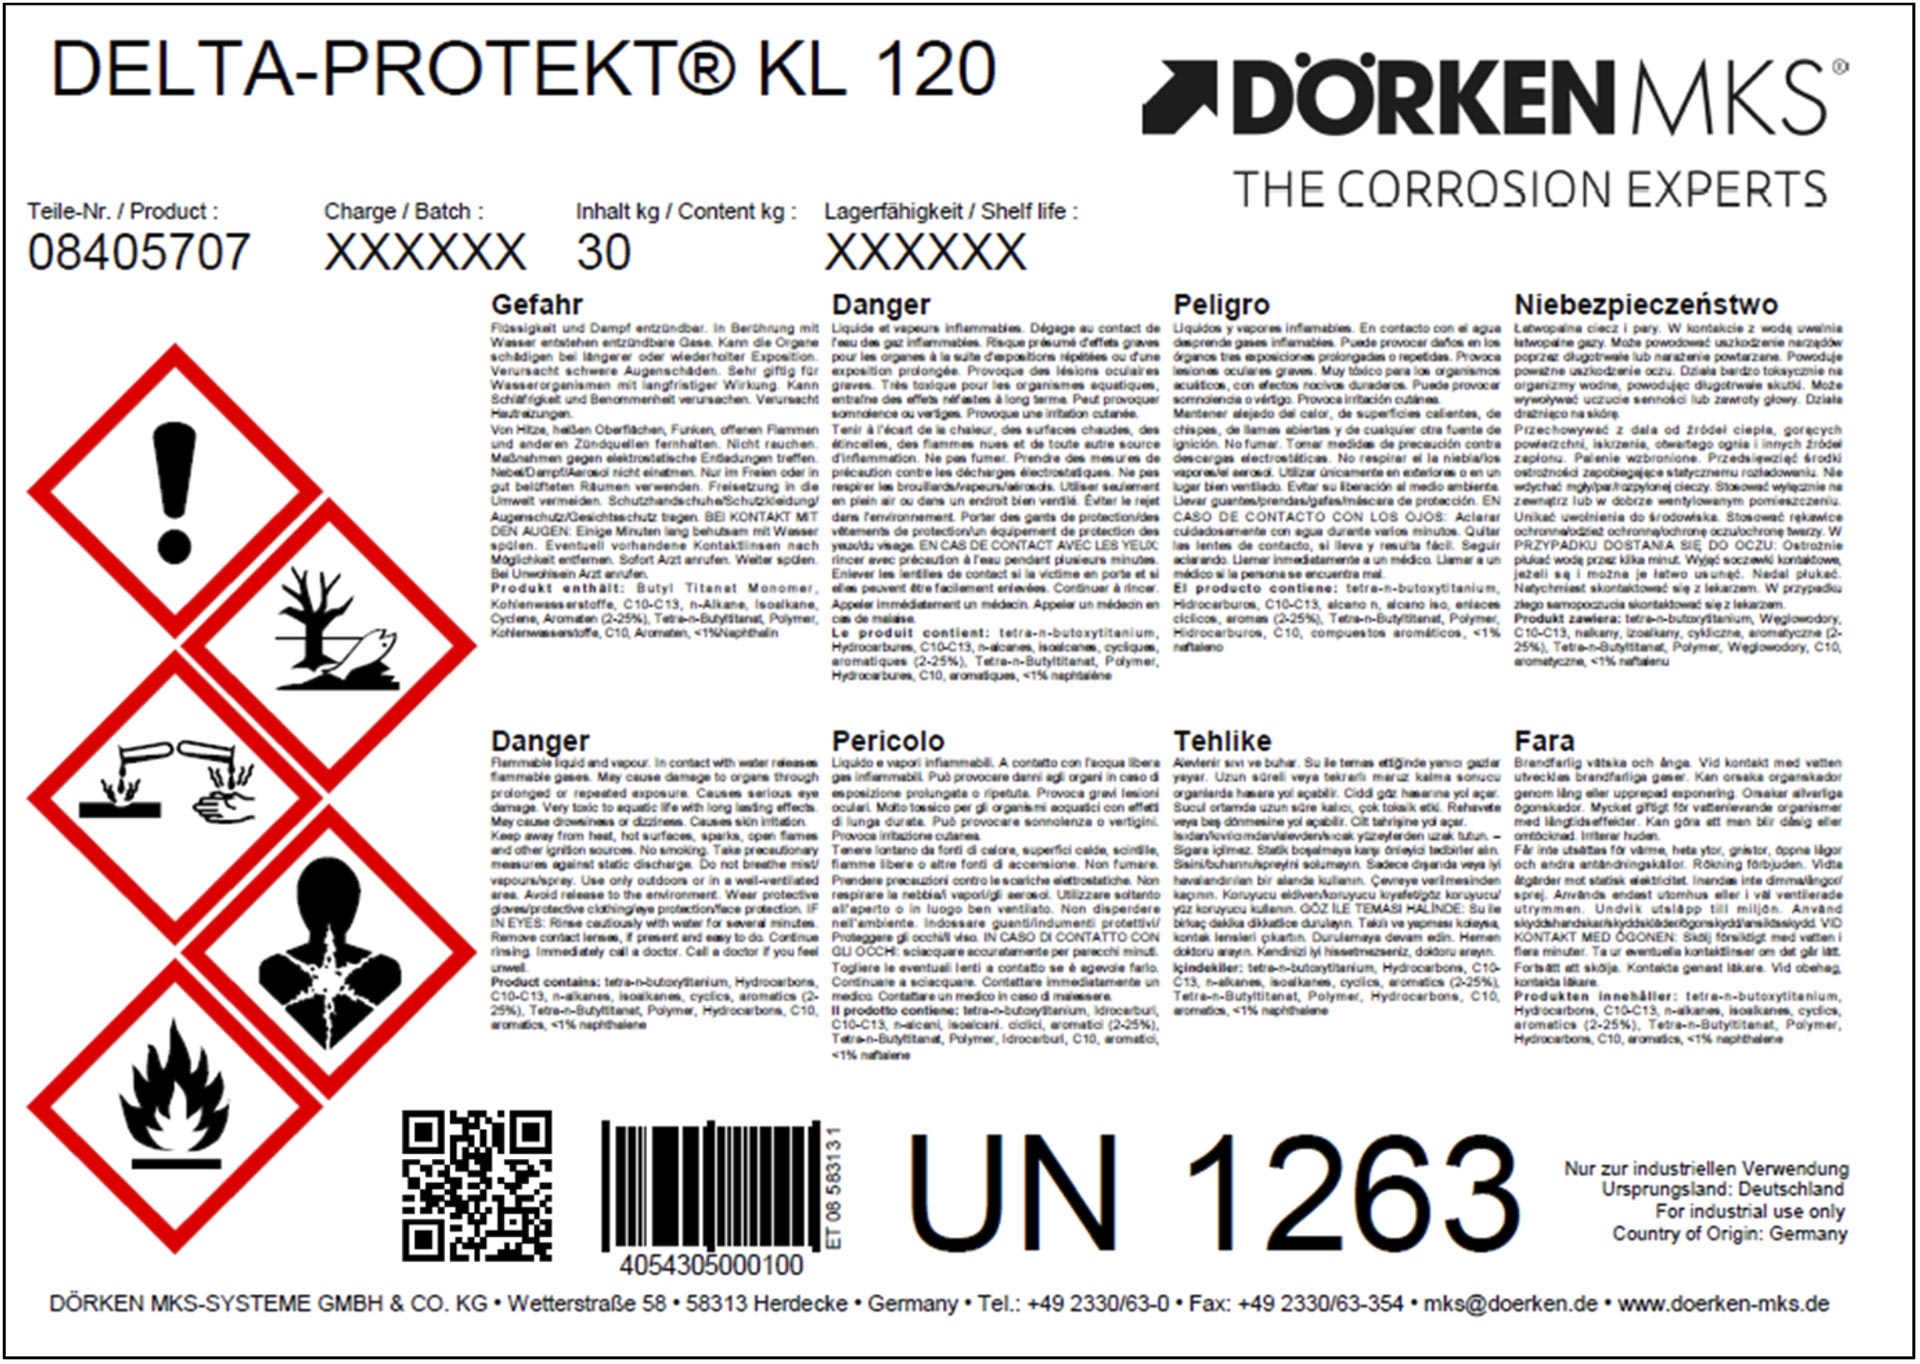 DELTA-PROTEKT® KL 120
DÖRKEN MKS®
THE CORROSION EXPERTS
Teile-Nr. / Product :
08405707
Charge / Batch :
XXXXXX
Inhalt kg / Content kg :
30
Lagerfähigkeit / Shelf life :
XXXXXX
Gefahr
Flüssigkeit und Dampf entzündbar. In Berührung mit
Wasser entstehen entzündbare Gase. Kann die Organe
schädigen bei längerer oder wiederholter Exposition.
Verursacht schwere Augenschäden. Sehr giftig für
Wasserorganismen mit langfristiger Wirkung. Kann
Schläfrigkeit und Benommenheit verursachen. Verursacht
Hautreizungen.
Von Hitze, heißen Oberflächen, Funken, offenen Flammen
und anderen Zündquellen fernhalten. Nicht rauchen.
Maßnahmen gegen elektrostatische Entladungen treffen.
Nebel/Dampf/Aerosol nicht einatmen. Nur im Freien oder in
gut belüfteten Räumen verwenden. Freisetzung in die
Umwelt vermeiden. Schutzhandschuhe/Schutzkleidung/
Augenschutz/Gesichtsschutz tragen. BEI KONTAKT MIT
DEN AUGEN: Einige Minuten lang behutsam mit Wasser
spülen. Eventuell vorhandene Kontaktlinsen nach
Möglichkeit entfernen. Sofort Arzt anrufen. Weiter spülen.
Bei Unwohlsein Arzt anrufen.
Produkt enthält: Butyl Titanat Monomer,
Kohlenwasserstoffe, C10-C13, n-Alkane, Isoalkane,
Cyclene, Aromaten (2-25%), Tetra-n-Butyltitanat, Polymer,
Kohlenwasserstoffe, C10, Aromaten, <1%Naphthalin
Danger
Liquide et vapeurs inflammables. Dégage au contact de
l'eau des gaz inflammables. Risque présumé d'effets graves
pour les organes à la suite d'expositions répétées ou d'une
exposition prolongée. Provoque des lésions oculaires
graves. Très toxique pour les organismes aquatiques,
entraîne des effets néfastes à long terme. Peut provoquer
somnolence ou vertiges. Provoque une irritation cutanée.
Tenir à l'écart de la chaleur, des surfaces chaudes, des
étincelles, des flammes nues et de toute autre source
d'inflammation. Ne pas fumer. Prendre des mesures de
précaution contre les décharges électrostatiques. Ne pas
respirer les brouillards/vapeurs/aérosols. Utiliser seulement
en plein air ou dans un endroit bien ventilé. Éviter le rejet
dans l'environnement. Porter des gants de protection/des
vêtements de protection/un équipement de protection des
yeux/du visage. EN CAS DE CONTACT AVEC LES YEUX:
rincer avec précaution à l'eau pendant plusieurs minutes.
Enlever les lentilles de contact si la victime en porte et si
elles peuvent être facilement enlevées. Continuer à rincer.
Appeler immédiatement un médecin. Appeler un médecin en
cas de malaise.
Le produit contient: tetra-n-butoxytitanium,
Hydrocarbures, C10-C13, n-alcanes, isoalcanes, cycliques,
aromatiques (2-25%), Tetra-n-Butyltitanat, Polymer,
Hydrocarbures, C10, aromatiques, <1% naphtalène
Peligro
Líquidos y vapores inflamables. En contacto con el agua
desprende gases inflamables. Puede provocar daños en los
órganos tras exposiciones prolongadas o repetidas. Provoca
lesiones oculares graves. Muy tóxico para los organismos
acuáticos, con efectos nocivos duraderos. Puede provocar
somnolencia o vértigo. Provoca irritación cutánea.
Mantener alejado del calor, de superficies calientes, de
chispas, de llamas abiertas y de cualquier otra fuente de
ignición. No fumar. Tomar medidas de precaución contra
descargas electrostáticas. No respirar el la niebla/los
vapores/el aerosol. Utilizar únicamente en exteriores o en un
lugar bien ventilado. Evitar su liberación al medio ambiente.
Llevar guantes/prendas/gafas/máscara de protección. EN
CASO DE CONTACTO CON LOS OJOS: Aclarar
cuidadosamente con agua durante varios minutos. Quitar
las lentes de contacto, si lleva y resulta fácil. Seguir
aclarando. Llamar inmediatamente a un médico. Llamar a un
médico si la persona se encuentra mal.
El producto contiene: tetra-n-butoxytitanium,
Hidrocarburos, C10-C13, alcano n, alcano iso, enlaces
cíclicos, aromas (2-25%), Tetra-n-Butyltitanat, Polymer,
Hidrocarburos, C10, compuestos aromáticos, <1%
naftaleno
Niebezpieczeństwo
Łatwopalna ciecz i pary. W kontakcie z wodą uwalnia
łatwopalne gazy. Może powodować uszkodzenie narządów
poprzez długotrwałe lub narażenie powtarzane. Powoduje
poważne uszkodzenie oczu. Działa bardzo toksycznie na
organizmy wodne, powodując długotrwałe skutki. Może
wywoływać uczucie senności lub zawroty głowy. Działa
drażniąco na skórę.
Przechowywać z dala od źródeł ciepła, gorących
powierzchni, iskrzenia, otwartego ognia i innych źródeł
zapłonu. Palenie wzbronione. Przedsięwziąć środki
ostrożności zapobiegające statycznemu rozładowaniu. Nie
wdychać mgły/par/rozpylonej cieczy. Stosować wyłącznie na
zewnątrz lub w dobrze wentylowanym pomieszczeniu.
Unikać uwolnienia do środowiska. Stosować rękawice
ochronne/odzież ochronną/ochronę oczu/ochronę twarzy. W
PRZYPADKU DOSTANIA SIĘ DO OCZU: Ostrożnie
płukać wodą przez kilka minut. Wyjąć soczewki kontaktowe,
jeżeli są i można je łatwo usunąć. Nadal płukać.
Natychmiast skontaktować się z lekarzem. W przypadku
złego samopoczucia skontaktować się z lekarzem.
Produkt zawiera: tetra-n-butoxytitanium, Węglowodory,
C10-C13, nalkany, izoalkany, cykliczne, aromatyczne (2-
25%), Tetra-n-Butyltitanat, Polymer, Węglowodory, C10,
aromatyczne, <1% naftalenu
Danger
Flammable liquid and vapour. In contact with water releases
flammable gases. May cause damage to organs through
prolonged or repeated exposure. Causes serious eye
damage. Very toxic to aquatic life with long lasting effects.
May cause drowsiness or dizziness. Causes skin irritation.
Keep away from heat, hot surfaces, sparks, open flames
and other ignition sources. No smoking. Take precautionary
measures against static discharge. Do not breathe mist/
vapours/spray. Use only outdoors or in a well-ventilated
area. Avoid release to the environment. Wear protective
gloves/protective clothing/eye protection/face protection. IF
IN EYES: Rinse cautiously with water for several minutes.
Remove contact lenses, if present and easy to do. Continue
rinsing. Immediately call a doctor. Call a doctor if you feel
unwell.
Product contains: tetra-n-butoxytitanium, Hydrocarbons,
C10-C13, n-alkanes, isoalkanes, cyclics, aromatics (2-
25%), Tetra-n-Butyltitanat, Polymer, Hydrocarbons, C10,
aromatics, <1% naphthalene
Pericolo
Liquido e vapori infiammabili. A contatto con l'acqua libera
gas infiammabili. Può provocare danni agli organi in caso di
esposizione prolungata o ripetuta. Provoca gravi lesioni
oculari. Molto tossico per gli organismi acquatici con effetti
di lunga durata. Può provocare sonnolenza o vertigini.
Provoca irritazione cutanea.
Tenere lontano da fonti di calore, superfici calde, scintille,
fiamme libere o altre fonti di accensione. Non fumare.
Prendere precauzioni contro le scariche elettrostatiche. Non
respirare la nebbia/i vapori/gli aerosol. Utilizzare soltanto
all'aperto o in luogo ben ventilato. Non disperdere
nell'ambiente. Indossare guanti/indumenti protettivi/
Proteggere gli occhi/il viso. IN CASO DI CONTATTO CON
GLI OCCHI: sciacquare accuratamente per parecchi minuti.
Togliere le eventuali lenti a contatto se è agevole farlo.
Continuare a sciacquare. Contattare immediatamente un
medico. Contattare un medico in caso di malessere.
Il prodotto contiene: tetra-n-butoxytitanium, Idrocarburi,
C10-C13, n-alcani, isoalcani. ciclici, aromatici (2-25%),
Tetra-n-Butyltitanat, Polymer, Idrocarburi, C10, aromatici,
<1% naftalene
Tehlike
Alevlenir sıvı ve buhar. Su ile temas ettiğinde yanıcı gazlar
yayar. Uzun süreli veya tekrarlı maruz kalma sonucu
organlarda hasara yol açabilir. Ciddi göz hasarına yol açar.
Sucul ortamda uzun süre kalıcı, çok toksik etki. Rehavete
veya baş dönmesine yol açabilir. Cilt tahrişine yol açar.
Isıdan/kıvılcımdan/alevden/sıcak yüzeylerden uzak tutun. –
Sigara içilmez. Statik boşalmaya karşı önleyici tedbirler alın.
Sisini/buharını/spreyini solumayın. Sadece dışarıda veya iyi
havalandırılan bir alanda kullanın. Çevreye verilmesinden
kaçının. Koruyucu eldiven/koruyucu kıyafet/göz koruyucu/
yüz koruyucu kullanın. GÖZ İLE TEMASI HALİNDE: Su ile
birkaç dakika dikkatlice durulayın. Takılı ve yapması kolaysa,
kontak lensleri çıkartın. Durulamaya devam edin. Hemen
doktoru arayın. Kendinizi iyi hissetmezseniz, doktoru arayın.
İçindekiler: tetra-n-butoxytitanium, Hydrocarbons, C10-
C13, n-alkanes, isoalkanes, cyclics, aromatics (2-25%),
Tetra-n-Butyltitanat, Polymer, Hydrocarbons, C10,
aromatics, <1% naphthalene
Fara
Brandfarlig vätska och ånga. Vid kontakt med vatten
utvecklas brandfarliga gaser. Kan orsaka organskador
genom lång eller upprepad exponering. Orsakar allvarliga
ögonskador. Mycket giftigt för vattenlevande organismer
med långtidseffekter. Kan göra att man blir dåsig eller
omtöcknad. Irriterar huden.
Får inte utsättas för värme, heta ytor, gnistor, öppna lågor
och andra antändningskällor. Rökning förbjuden. Vidta
åtgärder mot statisk elektricitet. Inandas inte dimma/ångor/
sprej. Används endast utomhus eller i väl ventilerade
utrymmen. Undvik utsläpp till miljön. Använd
skyddshandskar/skyddskläder/ögonskydd/ansiktsskydd. VID
KONTAKT MED ÖGONEN: Skölj försiktigt med vatten i
flera minuter. Ta ur eventuella kontaktlinser om det går lätt.
Fortsätt att skölja. Kontakta genast läkare. Vid obehag,
kontakta läkare.
Produkten innehåller: tetra-n-butoxytitanium,
Hydrocarbons, C10-C13, n-alkanes, isoalkanes, cyclics,
aromatics (2-25%), Tetra-n-Butyltitanat, Polymer,
Hydrocarbons, C10, aromatics, <1% naphthalene
4054305000100
ET 08 58313 1
UN 1263
Nur zur industriellen Verwendung
Ursprungsland: Deutschland
For industrial use only
Country of Origin: Germany
DÖRKEN MKS-SYSTEME GMBH & CO. KG • Wetterstraße 58 • 58313 Herdecke • Germany • Tel.: +49 2330/63-0 • Fax: +49 2330/63-354 • mks@doerken.de • www.doerken-mks.de